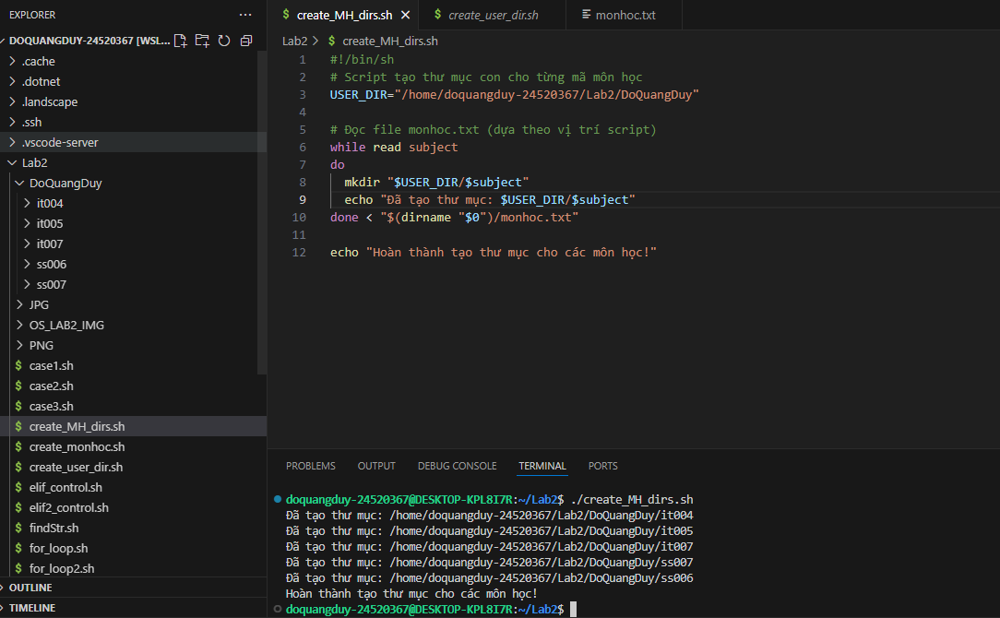 EXPLORER
DOQUANGDUY-24520367 [WSL...
.cache
.dotnet
.landscape
.ssh
.vscode-server
Lab2
DoQuangDuy
it004
it005
it007
ss006
ss007
JPG
OS_LAB2_IMG
PNG
$ case1.sh
$ case2.sh
$ case3.sh
$ create_MH_dirs.sh
$ create_monhoc.sh
$ create_user_dir.sh
$ elif_control.sh
$ elif2_control.sh
$ findStr.sh
$ for_loop.sh
$ for_loop2.sh
OUTLINE
TIMELINE
$ create_MH_dirs.sh $ create_user_dir.sh monhoc.txt
Lab2 > $ create_MH_dirs.sh
1 #!/bin/sh
2 # Script tạo thư mục con cho từng mã môn học
3 USER_DIR="/home/doquangduy-24520367/Lab2/DoQuangDuy"
4
5 # Đọc file monhoc.txt (dựa theo vị trí script)
6 while read subject
7 do
8 mkdir "$USER_DIR/$subject"
9 echo "Đã tạo thư mục: $USER_DIR/$subject"
10 done < "$(dirname "$0")/monhoc.txt"
11
12 echo "Hoàn thành tạo thư mục cho các môn học!"
PROBLEMS OUTPUT DEBUG CONSOLE TERMINAL PORTS
doquangduy-24520367@DESKTOP-KPL8I7R:~/Lab2$ ./create_MH_dirs.sh
Đã tạo thư mục: /home/doquangduy-24520367/Lab2/DoQuangDuy/it004
Đã tạo thư mục: /home/doquangduy-24520367/Lab2/DoQuangDuy/it005
Đã tạo thư mục: /home/doquangduy-24520367/Lab2/DoQuangDuy/it007
Đã tạo thư mục: /home/doquangduy-24520367/Lab2/DoQuangDuy/ss007
Đã tạo thư mục: /home/doquangduy-24520367/Lab2/DoQuangDuy/ss006
Hoàn thành tạo thư mục cho các môn học!
doquangduy-24520367@DESKTOP-KPL8I7R:~/Lab2$